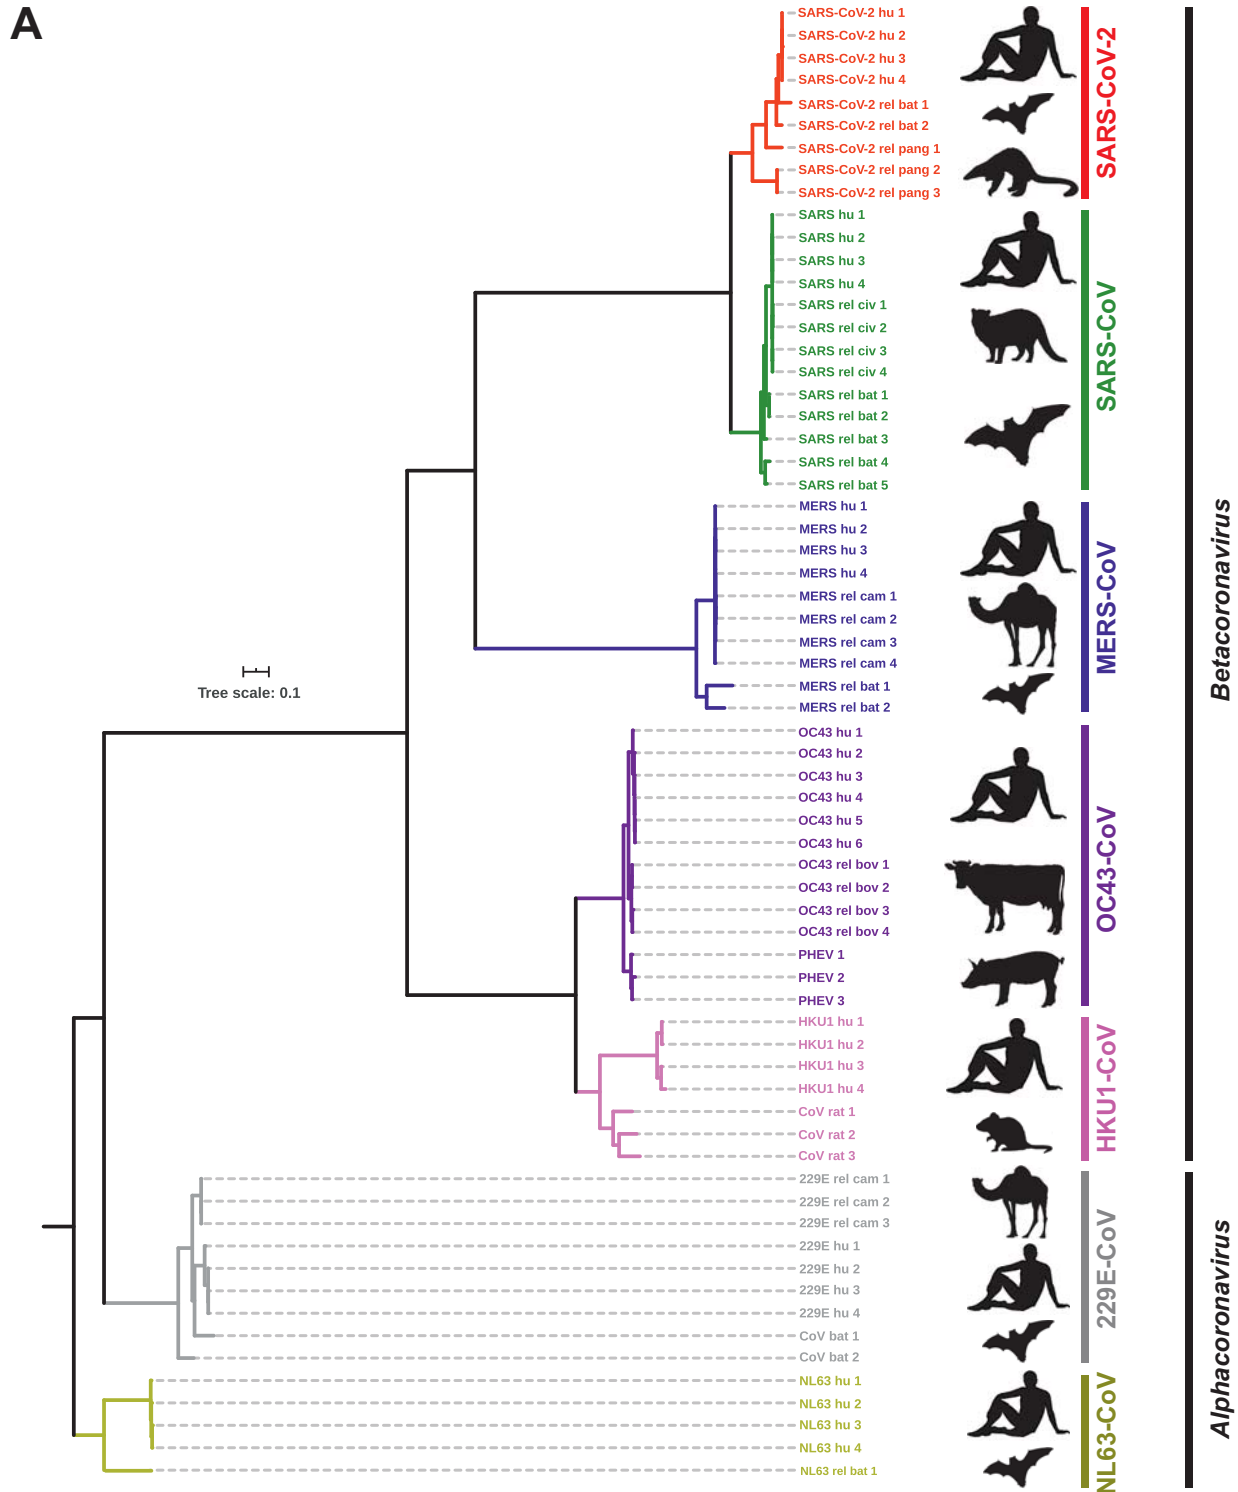 A
SARS-CoV-2 hu 1
SARS-CoV-2 hu 2
SARS-CoV-2 hu 3
SARS-CoV-2 hu 4
SARS-CoV-2 rel bat 1
SARS-CoV-2 rel bat 2
SARS-CoV-2 rel pang 1
SARS-CoV-2 rel pang 2
SARS-CoV-2 rel pang 3
SARS-CoV-2
SARS hu 1
SARS hu 2
SARS hu 3
SARS hu 4
SARS rel civ 1
SARS rel civ 2
SARS rel civ 3
SARS rel civ 4
SARS rel bat 1
SARS rel bat 2
SARS rel bat 3
SARS rel bat 4
SARS rel bat 5
SARS-CoV
MERS hu 1
MERS hu 2
MERS hu 3
MERS hu 4
MERS rel cam 1
MERS rel cam 2
MERS rel cam 3
MERS rel cam 4
MERS rel bat 1
MERS rel bat 2
MERS-CoV
Tree scale: 0.1
OC43 hu 1
OC43 hu 2
OC43 hu 3
OC43 hu 4
OC43 hu 5
OC43 hu 6
OC43 rel bov 1
OC43 rel bov 2
OC43 rel bov 3
OC43 rel bov 4
PHEV 1
PHEV 2
PHEV 3
OC43-CoV
HKU1 hu 1
HKU1 hu 2
HKU1 hu 3
HKU1 hu 4
CoV rat 1
CoV rat 2
CoV rat 3
HKU1-CoV
Betacoronavirus
229E rel cam 1
229E rel cam 2
229E rel cam 3
229E hu 1
229E hu 2
229E hu 3
229E hu 4
CoV bat 1
CoV bat 2
229E-CoV
NL63 hu 1
NL63 hu 2
NL63 hu 3
NL63 hu 4
NL63 rel bat 1
NL63-CoV
Alphacoronavirus